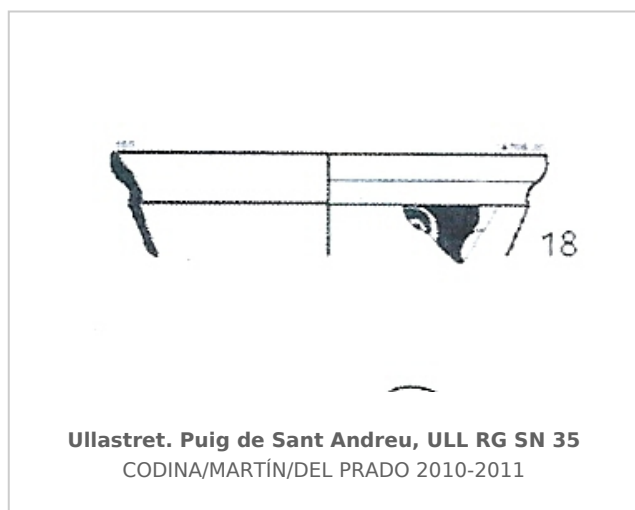 18
Ullastret. Puig de Sant Andreu, ULL RG SN 35
CODINA/MARTÍN/DEL PRADO 2010-2011